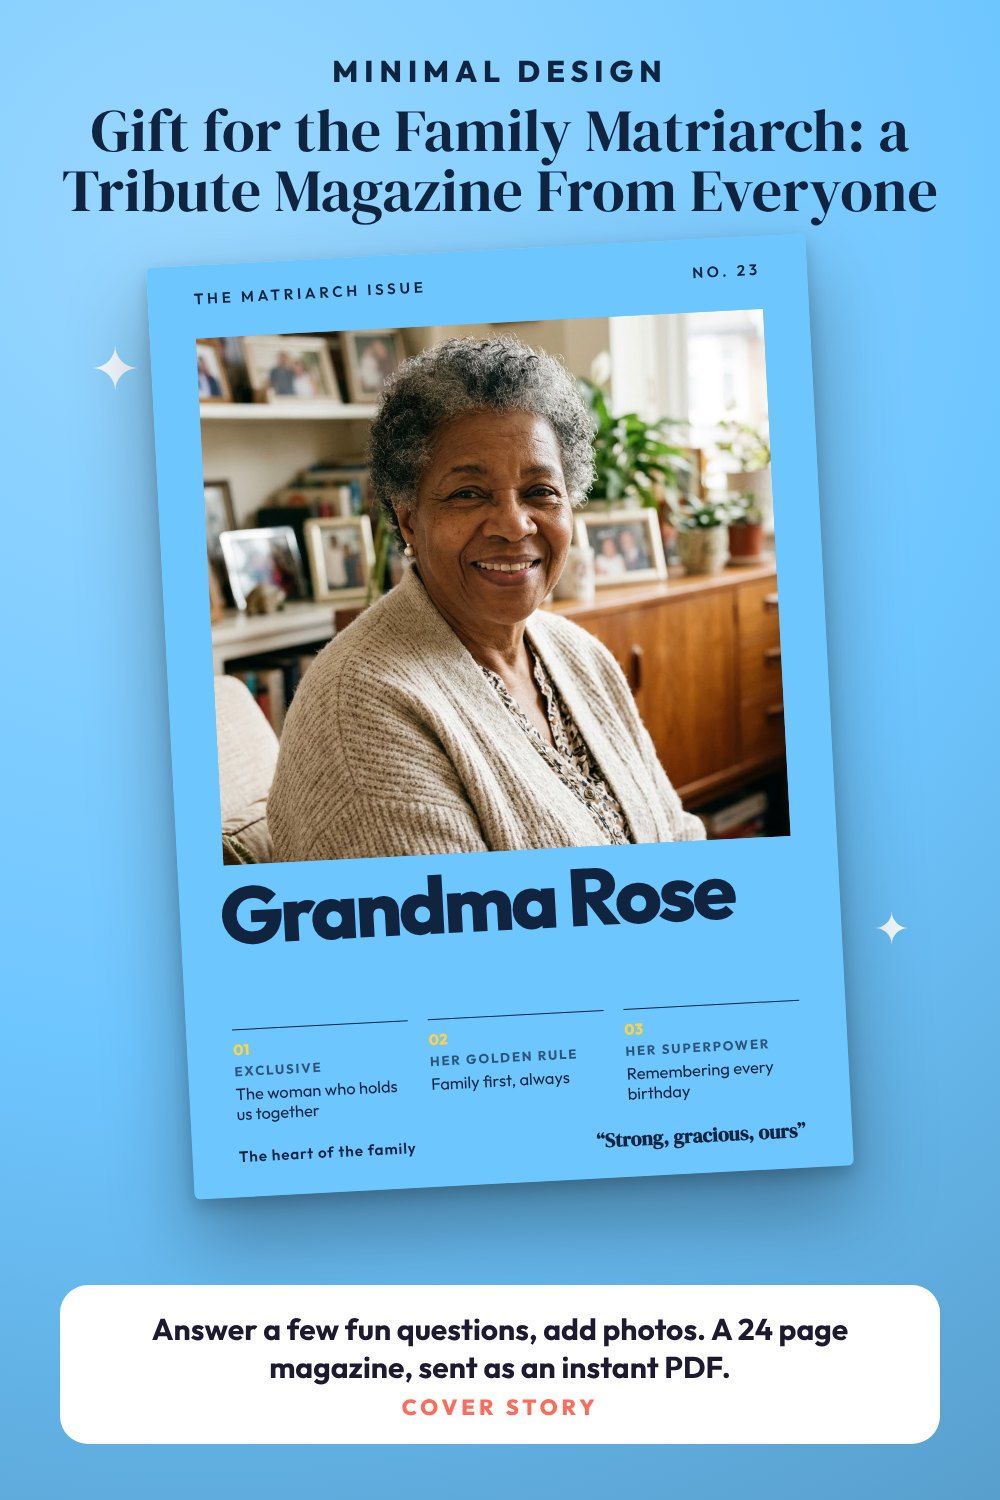 MINIMAL DESIGN
Gift for the Family Matriarch: a
Tribute Magazine From Everyone
THE MATRIARCH ISSUE
NO. 23
Grandma Rose
01
EXCLUSIVE
The woman who holds
us together
02
HER GOLDEN RULE
Family first, always
03
HER SUPERPOWER
Remembering every
birthday
The heart of the family
“Strong, gracious, ours”
Answer a few fun questions, add photos. A 24 page
magazine, sent as an instant PDF.
COVER STORY